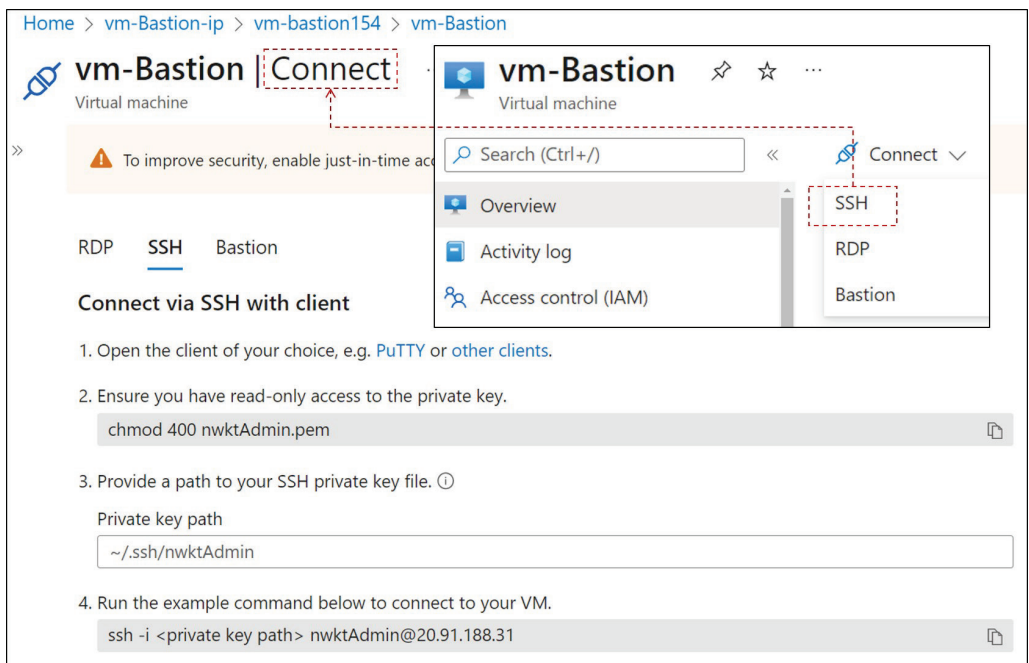 Home > vm-Bastion-ip > vm-bastion154 > vm-Bastion
vm-Bastion | Connect
Virtual machine
To improve security, enable just-in-time acc
RDP SSH Bastion
Connect via SSH with client
1. Open the client of your choice, e.g. PuTTY or other clients.
2. Ensure you have read-only access to the private key.
chmod 400 nwktAdmin.pem
3. Provide a path to your SSH private key file.
Private key path
~/.ssh/nwktAdmin
4. Run the example command below to connect to your VM.
ssh -i <private key path> nwktAdmin@20.91.188.31
vm-Bastion
Virtual machine
Search (Ctrl+/)
Connect
Overview
Activity log
Access control (IAM)
SSH
RDP
Bastion